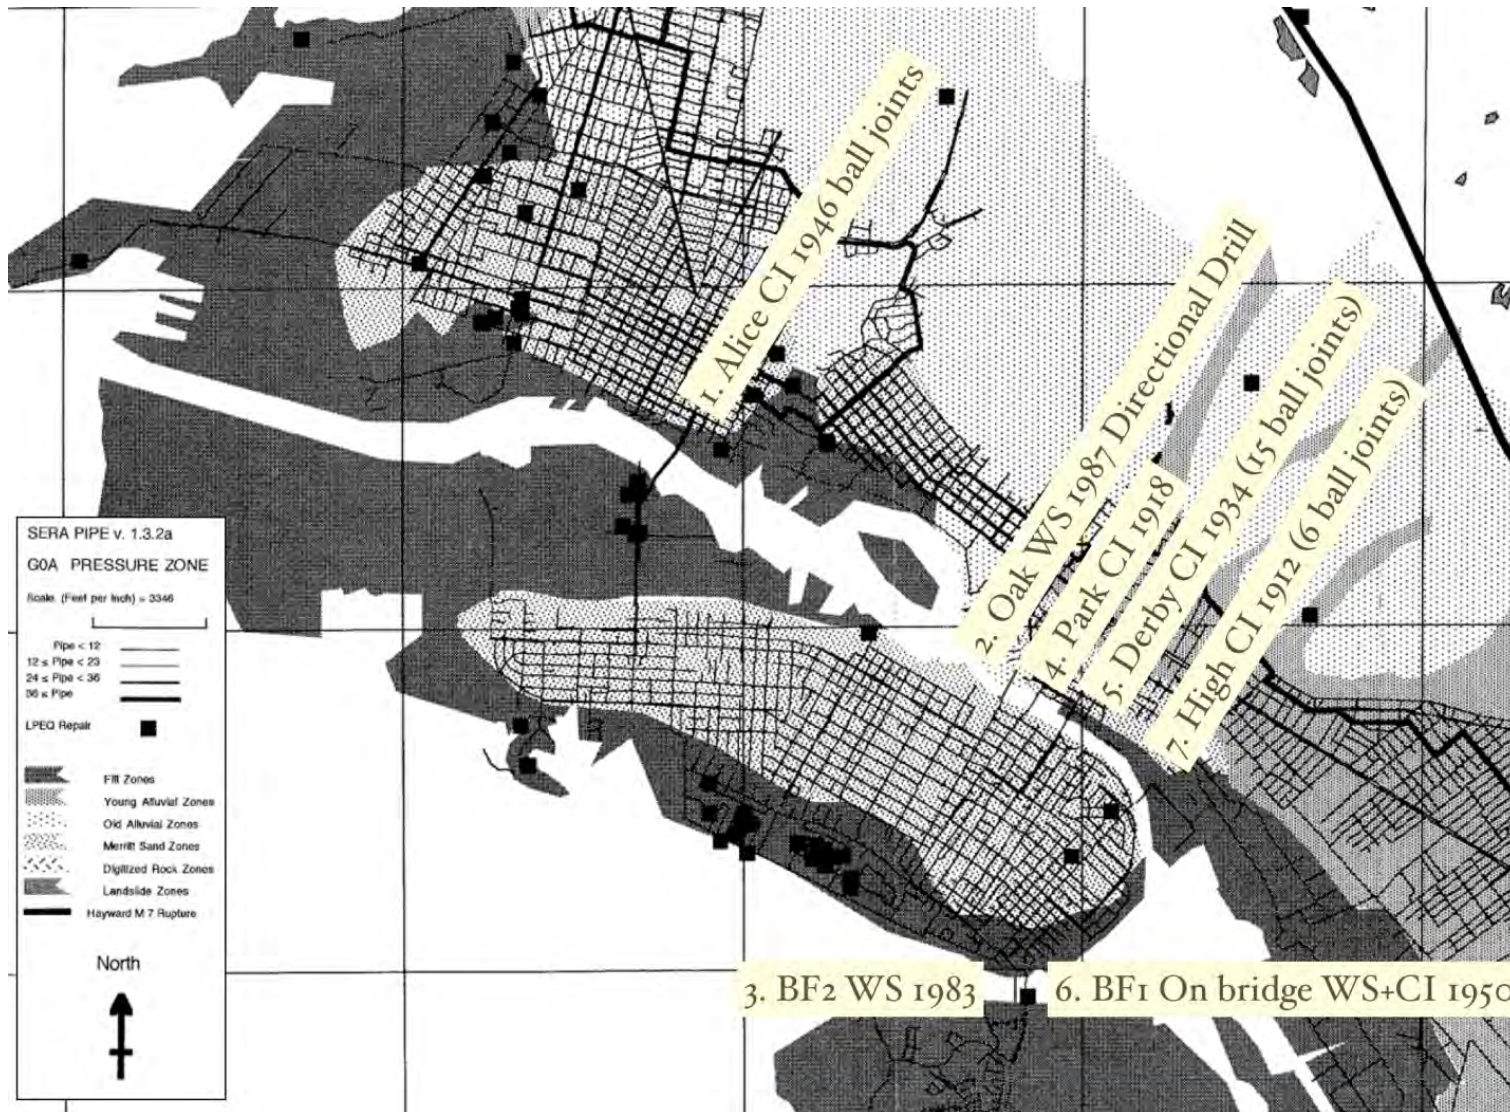 1. Alice CI 1946 ball joints
2. Oak WS 1987 Directional Drill
4. Park CI 1918
5. Derby CI 1934 (15 ball joints)
7. High CI 1912 (6 ball joints)
3. BF2 WS 1983
6. BF1 On bridge WS+CI 1950
SERA PIPE v. 1.3.2a
G0A PRESSURE ZONE
Scale (Feet per Inch) = 3346
Pipe < 12
12 ≤ Pipe < 23
24 ≤ Pipe < 36
36 ≤ Pipe
LPEQ Repair
Fill Zones
Young Alluvial Zones
Old Alluvial Zones
Merritt Sand Zones
Digitized Rock Zones
Landslide Zones
Hayward M 7 Rupture
North